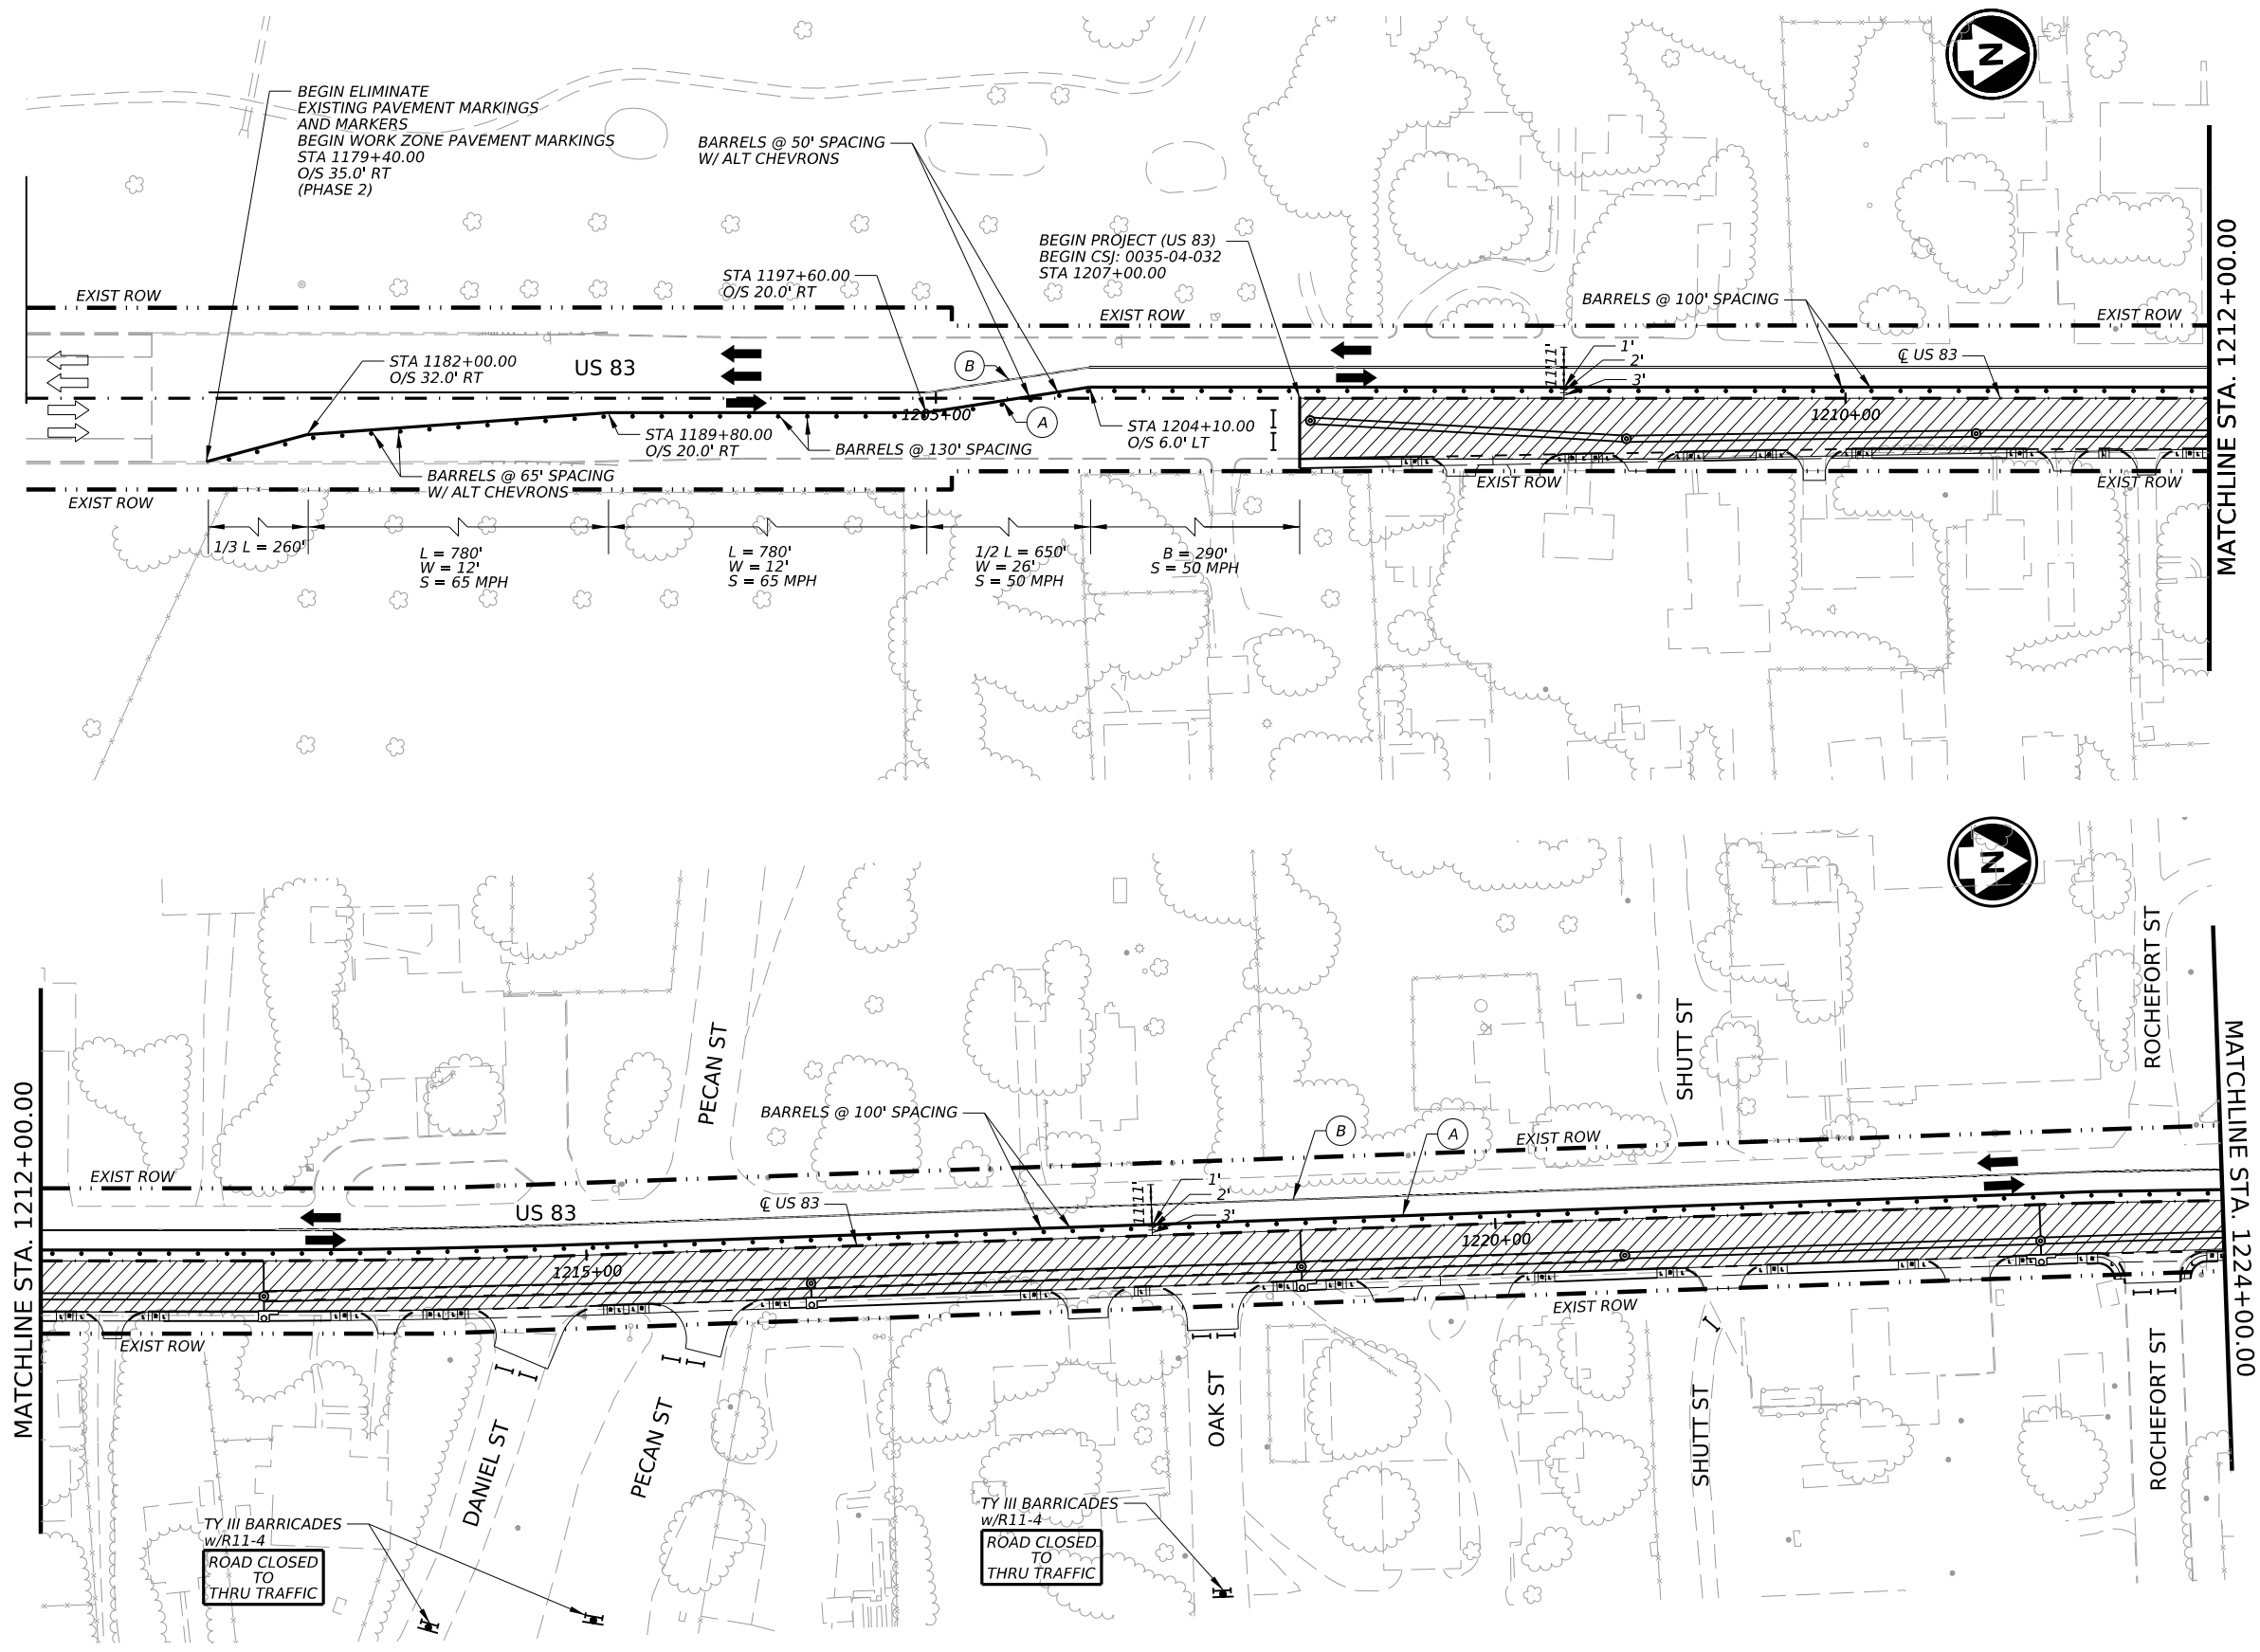 BEGIN ELIMINATE
EXISTING PAVEMENT MARKINGS
AND MARKERS
BEGIN WORK ZONE PAVEMENT MARKINGS
STA 1179+40.00
O/S 35.0' RT
(PHASE 2)
BARRELS @ 50' SPACING
W/ ALT CHEVRONS
N
BEGIN PROJECT (US 83)
BEGIN CSJ: 0035-04-032
STA 1207+00.00
STA 1197+60.00
O/S 20.0' RT
BARRELS @ 100' SPACING
EXIST ROW
EXIST ROW
EXIST ROW
MATCHLINE STA. 1212+00.00
STA 1182+00.00
O/S 32.0' RT
US 83
B
11'
11'
1'
2'
3'
℄ US 83
1205+00
A
1210+00
STA 1189+80.00
O/S 20.0' RT
BARRELS @ 130' SPACING
STA 1204+10.00
O/S 6.0' LT
BARRELS @ 65' SPACING
W/ ALT CHEVRONS
EXIST ROW
EXIST ROW
EXIST ROW
1/3 L = 260'
L = 780'
W = 12'
S = 65 MPH
L = 780'
W = 12'
S = 65 MPH
1/2 L = 650'
W = 26'
S = 50 MPH
B = 290'
S = 50 MPH
N
MATCHLINE STA. 1212+00.00
PECAN ST
SHUTT ST
ROCHEFORT ST
MATCHLINE STA. 1224+00.00
BARRELS @ 100' SPACING
B
A
EXIST ROW
EXIST ROW
US 83
℄ US 83
11'
11'
1'
2'
3'
1215+00
1220+00
EXIST ROW
EXIST ROW
DANIEL ST
PECAN ST
OAK ST
SHUTT ST
ROCHEFORT ST
TY III BARRICADES
w/R11-4
ROAD CLOSED
TO
THRU TRAFFIC
TY III BARRICADES
w/R11-4
ROAD CLOSED
TO
THRU TRAFFIC